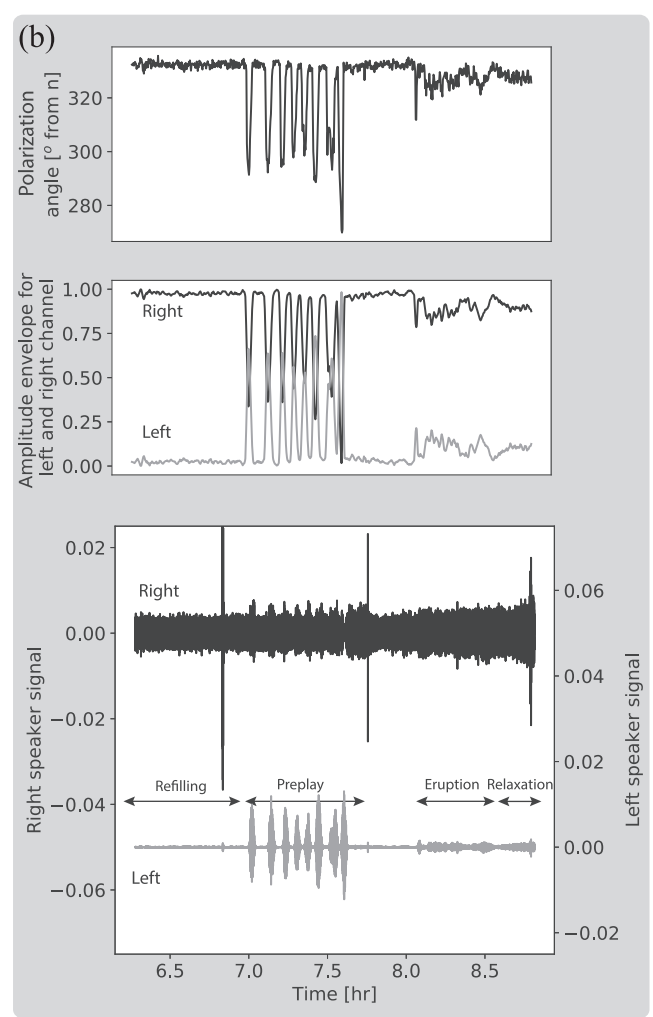 (b)
Polarization
angle [° from n]
320
300
280
Amplitude envelope for
left and right channel
1.00
0.75
0.50
0.25
0.00
Right
Left
Right speaker signal
0.02
0.00
−0.02
−0.04
−0.06
Right
Refilling Preplay Eruption Relaxation
Left
0.06
0.04
0.02
0.00
−0.02
Left speaker signal
6.5 7.0 7.5 8.0 8.5
Time [hr]